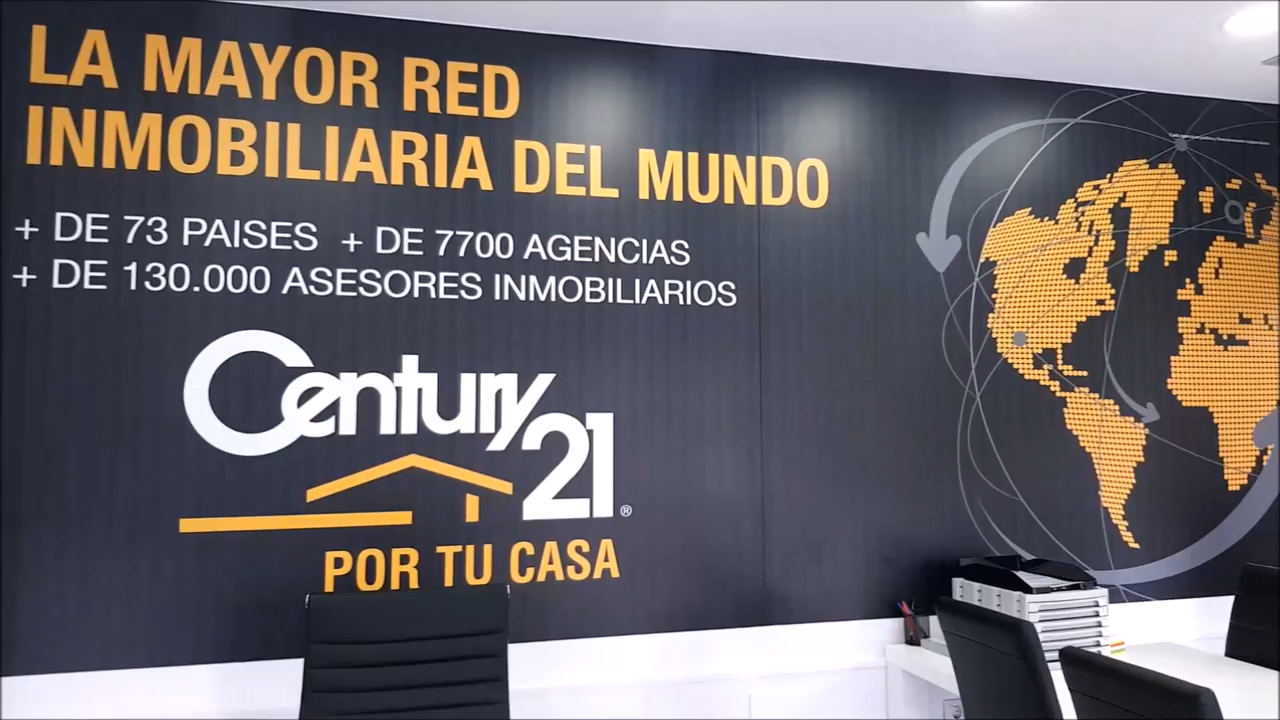 LA MAYOR RED
INMOBILIARIA DEL MUNDO
+ DE 73 PAISES + DE 7700 AGENCIAS
+ DE 130.000 ASESORES INMOBILIARIOS
Century
21®
POR TU CASA